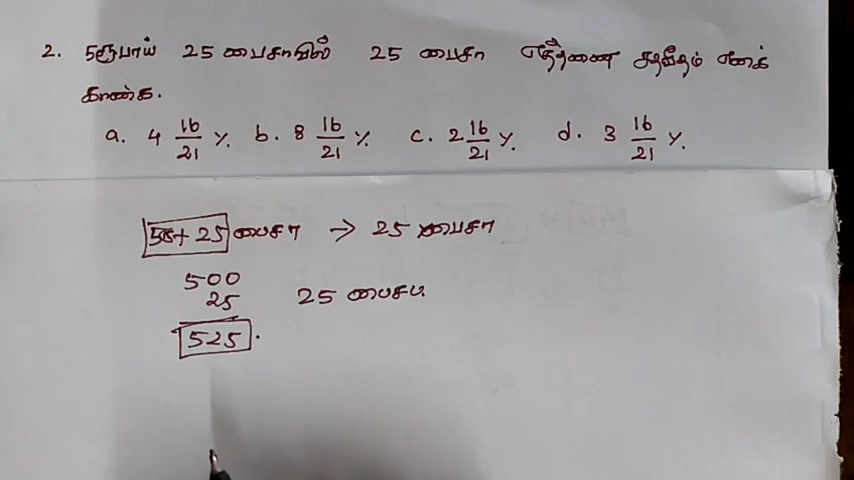 2. 5ரூபாய் 25 பைசாவில் 25 பைசா எத்தனை சதவீதம் எனக்
காண்க.
a. 4 16/21 %. b. 8 16/21 %. c. 2 16/21 %. d. 3 16/21 %.
25 பைசா → 25 பைசா
500
25 25 பைசா
525.